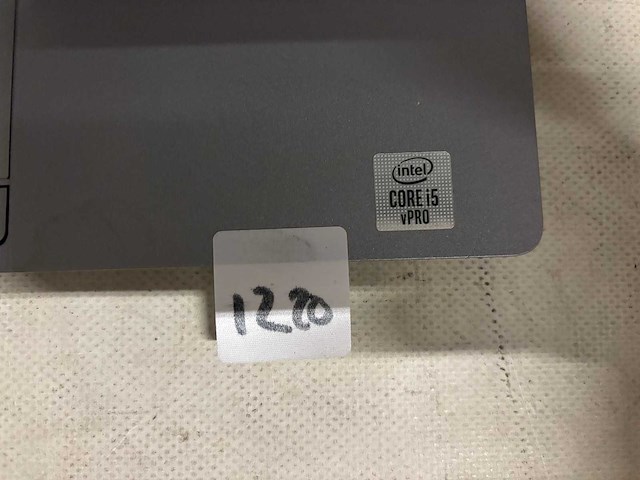 intel
CORE i5
vPRO
1220